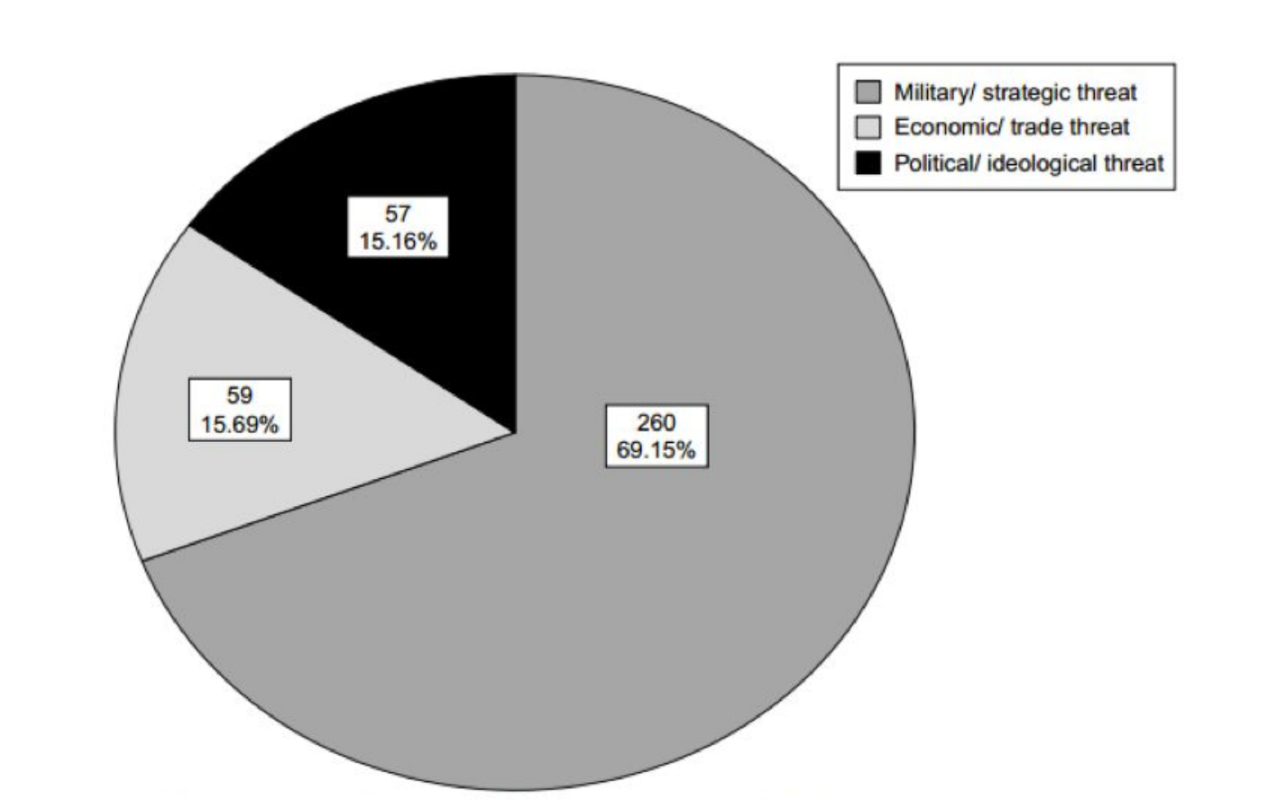 Military/ strategic threat
Economic/ trade threat
Political/ ideological threat
57
15.16%
59
15.69%
260
69.15%